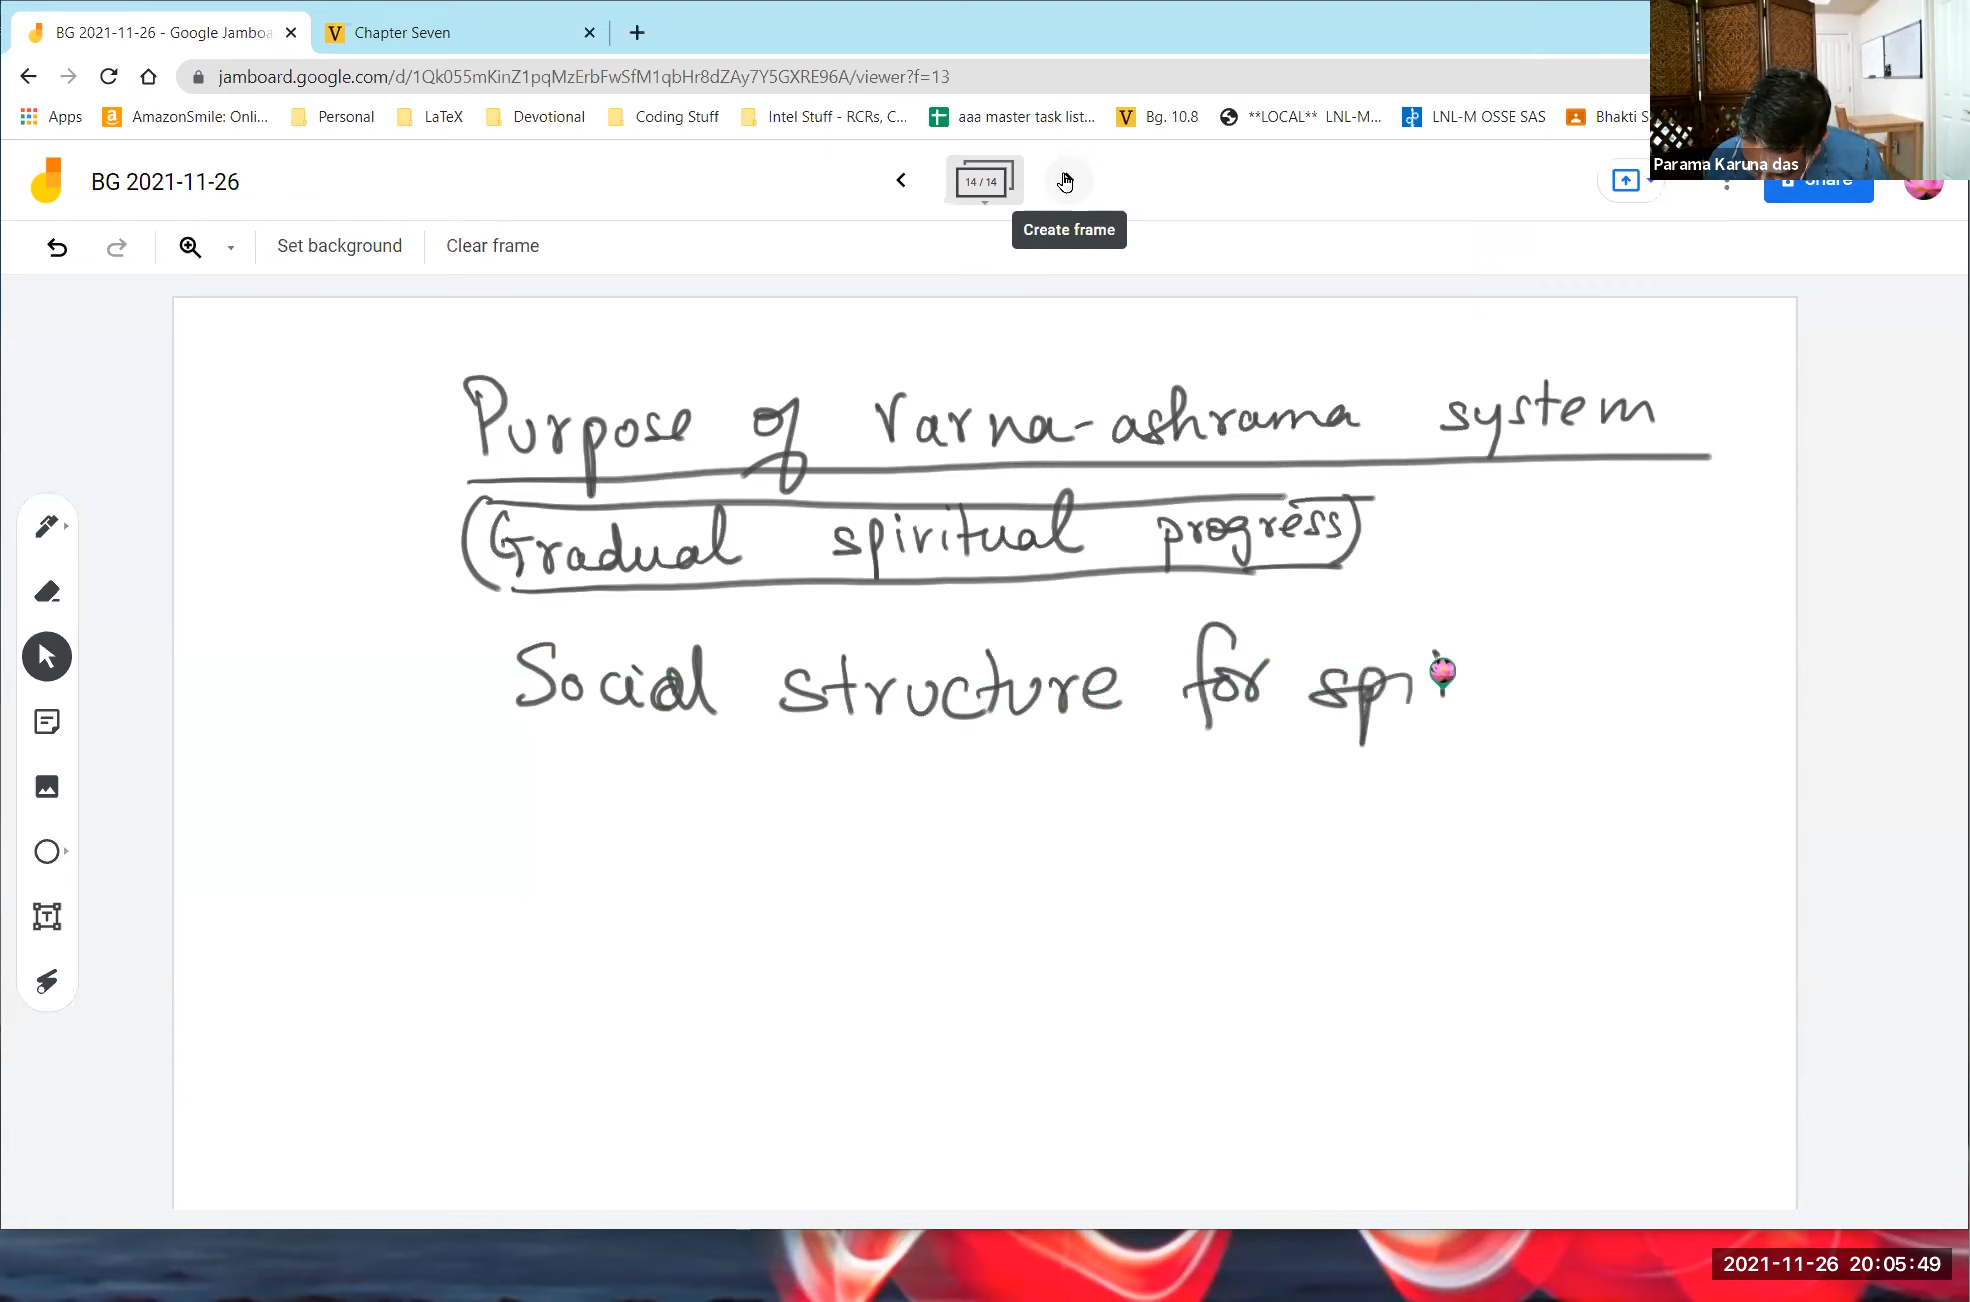 BG 2021-11-26 - Google Jamboa
Chapter Seven
jamboard.google.com/d/1Qk055mKinZ1pqMzErbFwSfM1qbHr8dZAy7Y5GXRE96A/viewer?f=13
Apps AmazonSmile: Onli... Personal LaTeX Devotional Coding Stuff Intel Stuff - RCRs, C... aaa master task list... Bg. 10.8 **LOCAL** LNL-M... LNL-M OSSE SAS Bhakti S
Parama Karuna das
BG 2021-11-26
14 / 14
Share
Create frame
Set background Clear frame
Purpose of varna-ashrama system
(Gradual spiritual progress)
Social structure for spi
2021-11-26 20:05:49